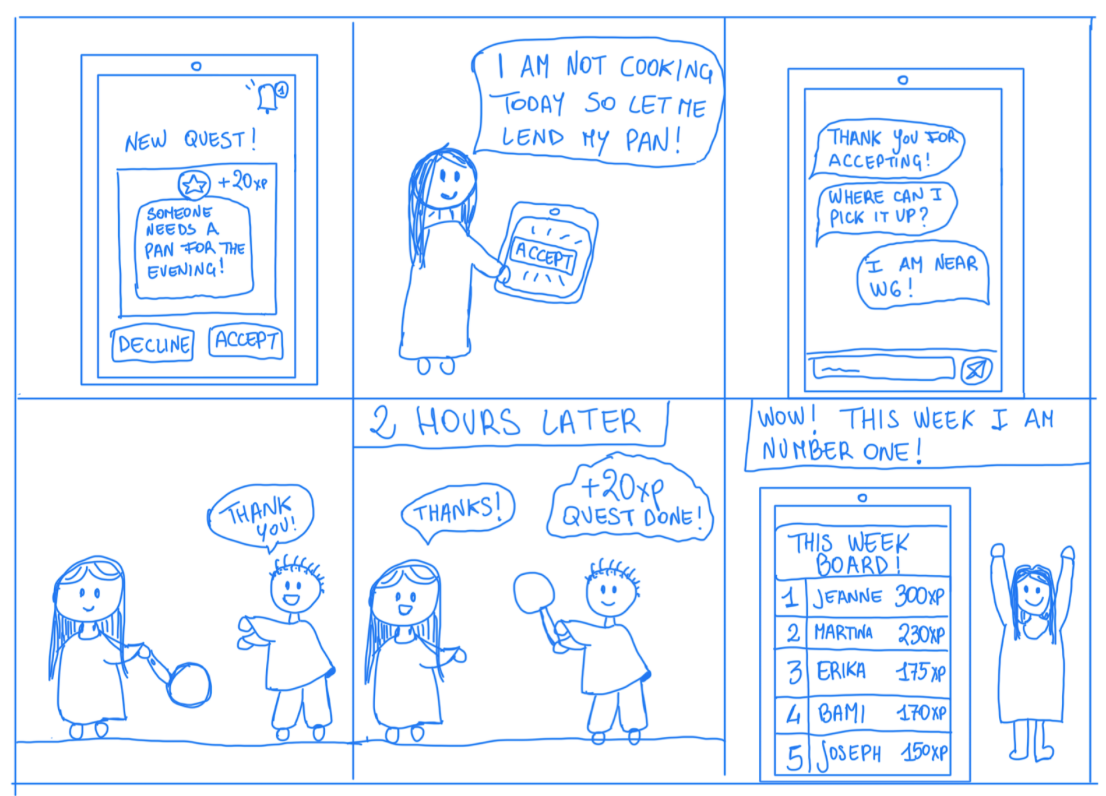 1
NEW QUEST!
+20xp
SOMEONE
NEEDS A
PAN FOR THE
EVENING!
DECLINE
ACCEPT
I AM NOT COOKING
TODAY SO LET ME
LEND MY PAN!
ACCEPT
THANK YOU FOR
ACCEPTING!
WHERE CAN I
PICK IT UP?
I AM NEAR
WG!
THANK
YOU!
2 HOURS LATER
THANKS!
+20xp
QUEST DONE!
WOW! THIS WEEK I AM
NUMBER ONE!
THIS WEEK
BOARD!
1 JEANNE 300XP
2 MARTINA 230XP
3 ERIKA 175XP
4 BAMI 170XP
5 JOSEPH 150XP